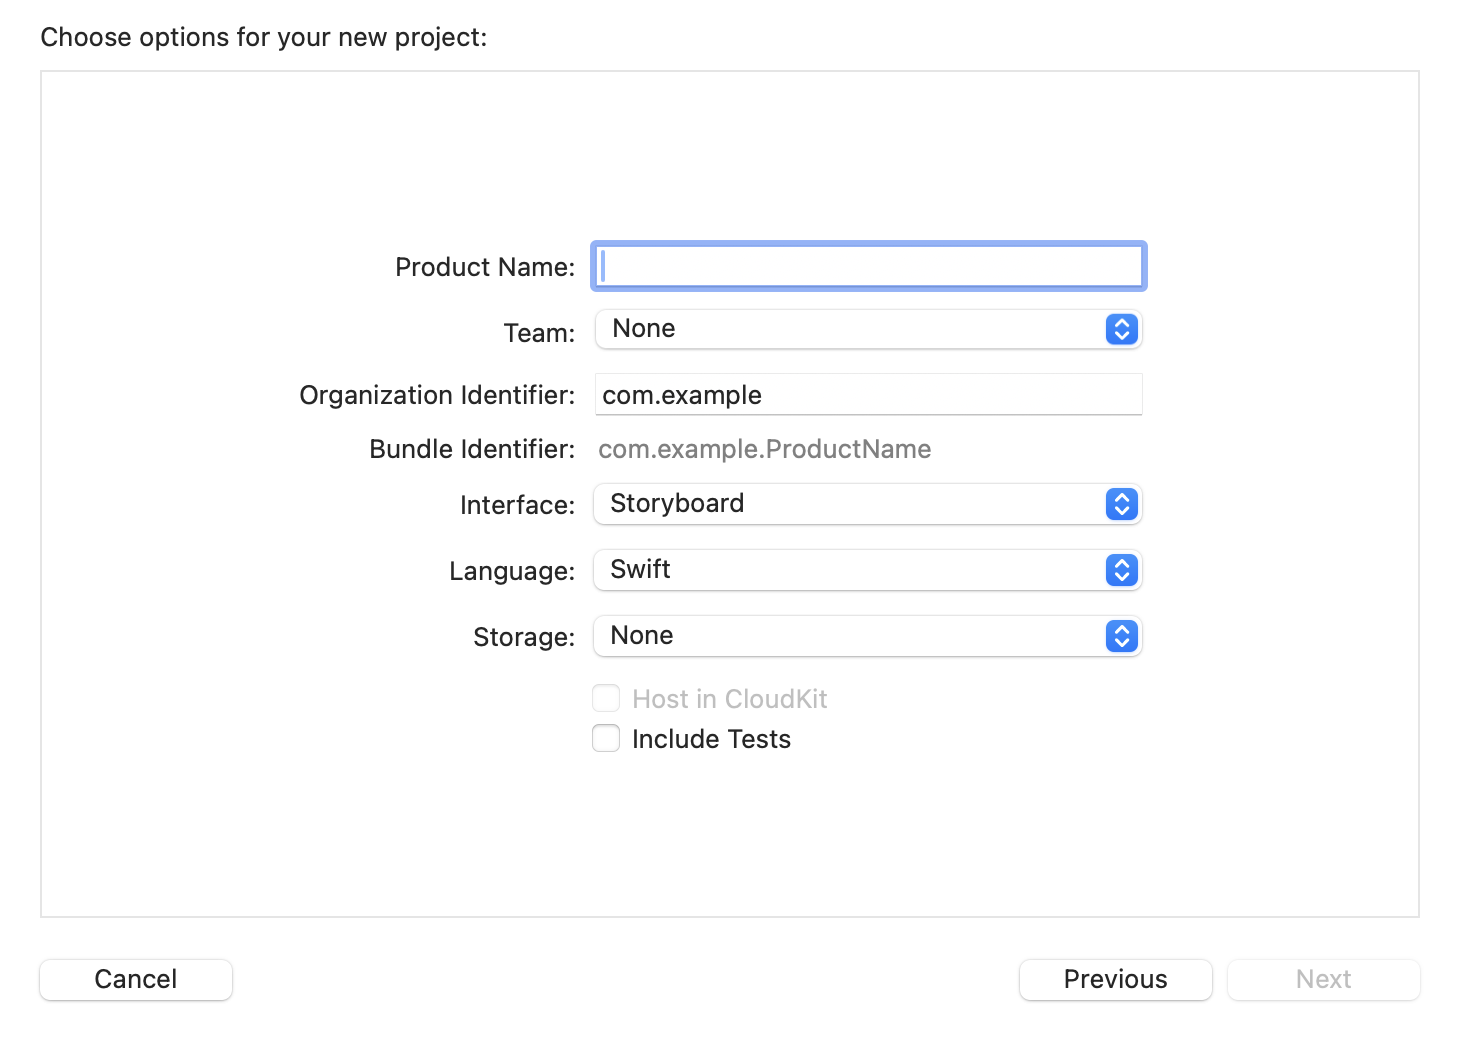 Choose options for your new project:
Product Name:
Team: None
Organization Identifier: com.example
Bundle Identifier: com.example.ProductName
Interface: Storyboard
Language: Swift
Storage: None
Host in CloudKit
Include Tests
Cancel Previous Next